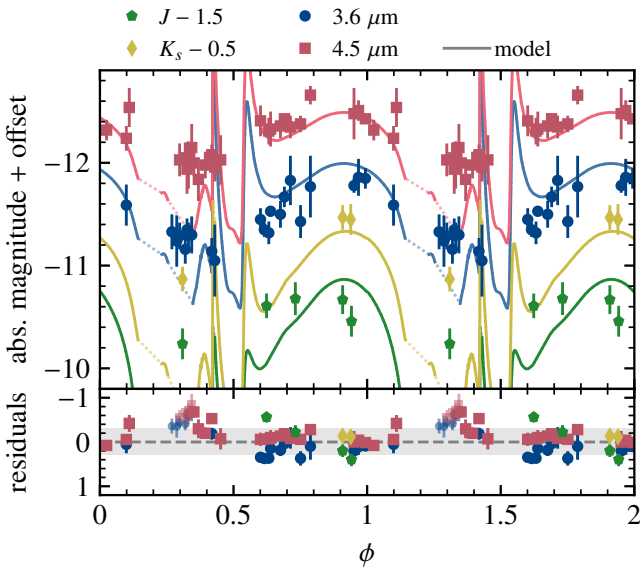 J − 1.5 3.6 μm
Ks − 0.5 4.5 μm model
abs. magnitude + offset
−12
−11
−10
residuals
−1
0
1
0 0.5 1 1.5 2
ϕ